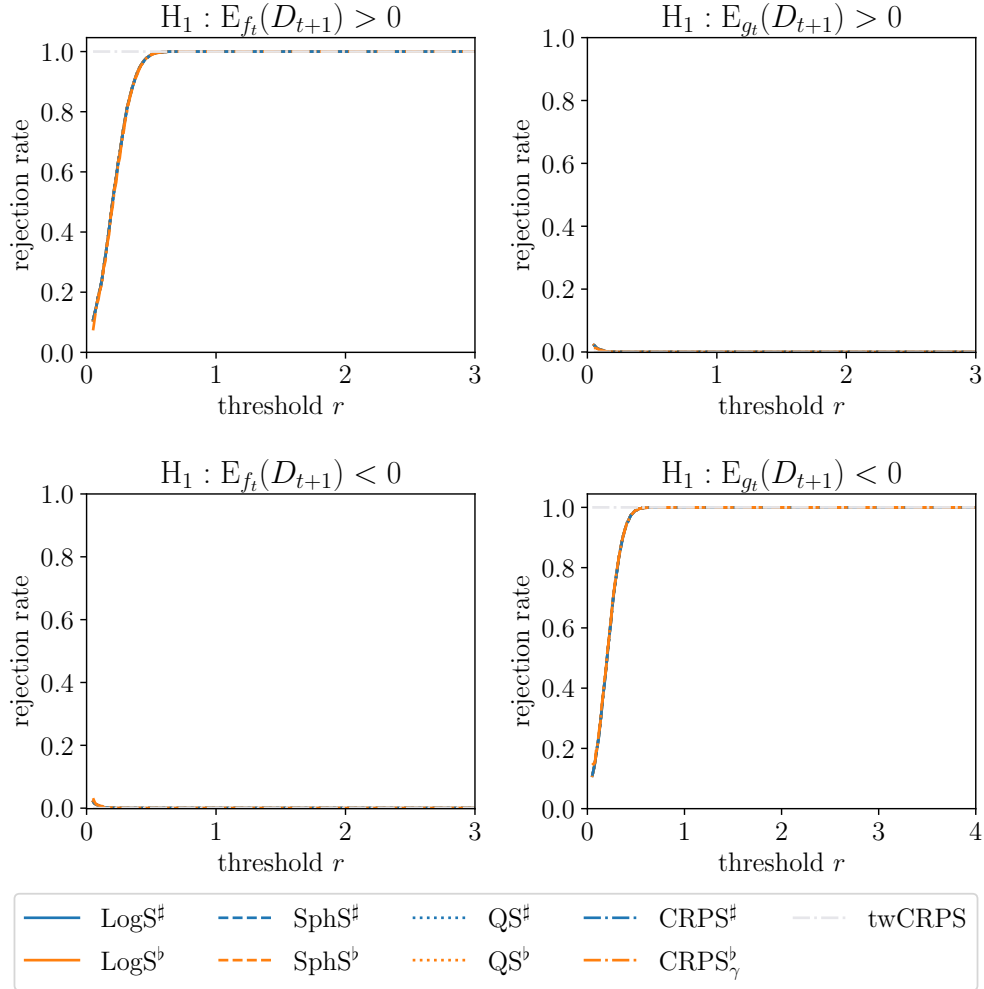 H₁ : E_{f_t}(D_{t+1}) > 0
rejection rate
1.0
0.8
0.6
0.4
0.2
0.0
0 1 2 3
threshold r
H₁ : E_{g_t}(D_{t+1}) > 0
rejection rate
1.0
0.8
0.6
0.4
0.2
0.0
0 1 2 3
threshold r
H₁ : E_{f_t}(D_{t+1}) < 0
rejection rate
1.0
0.8
0.6
0.4
0.2
0.0
0 1 2 3
threshold r
H₁ : E_{g_t}(D_{t+1}) < 0
rejection rate
1.0
0.8
0.6
0.4
0.2
0.0
0 1 2 3 4
threshold r
LogS♯ SphS♯ QS♯ CRPS♯ twCRPS
LogS♭ SphS♭ QS♭ CRPS♭_γ